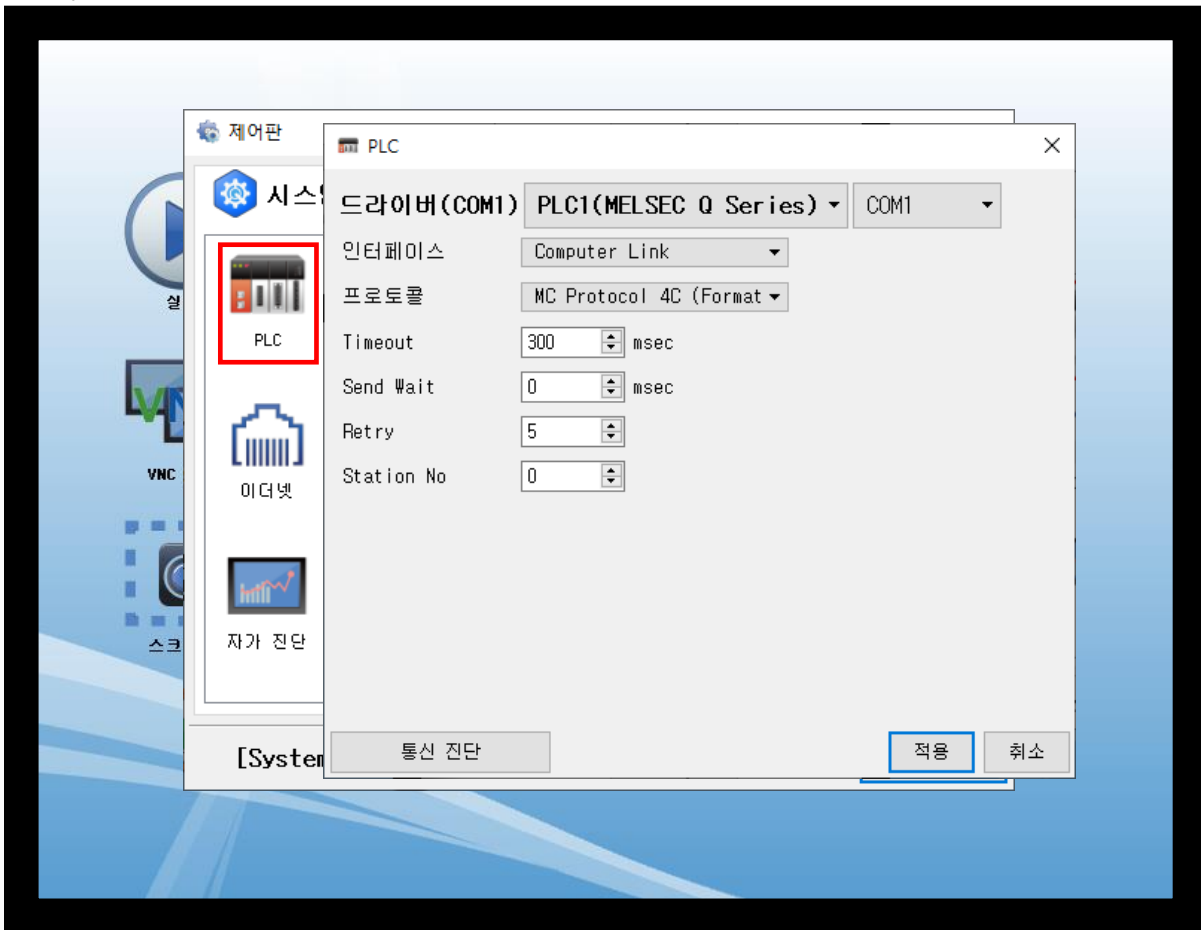 제어판
PLC
시스
드라이버(COM1) PLC1(MELSEC Q Series) COM1
인터페이스 Computer Link
프로토콜 MC Protocol 4C (Format
Timeout 300 msec
Send Wait 0 msec
Retry 5
Station No 0
실
PLC
VNC
이더넷
스크
자가 진단
[System
통신 진단 적용 취소